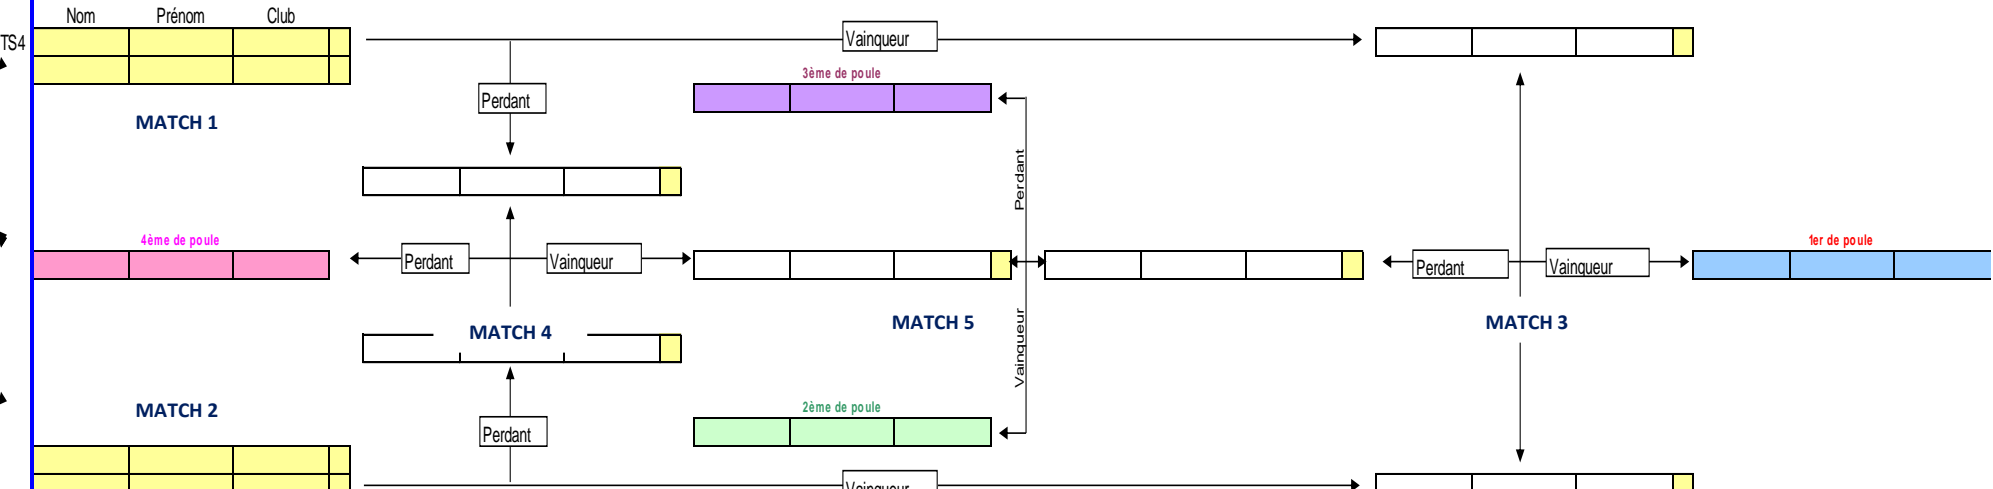 Nom Prénom Club
TS4
Vainqueur
3ème de poule
Perdant
MATCH 1
Perdant
4ème de poule
1er de poule
Perdant
Vainqueur
Perdant
Vainqueur
MATCH 4
MATCH 5
MATCH 3
Vainqueur
MATCH 2
2ème de poule
Perdant
Vainqueur